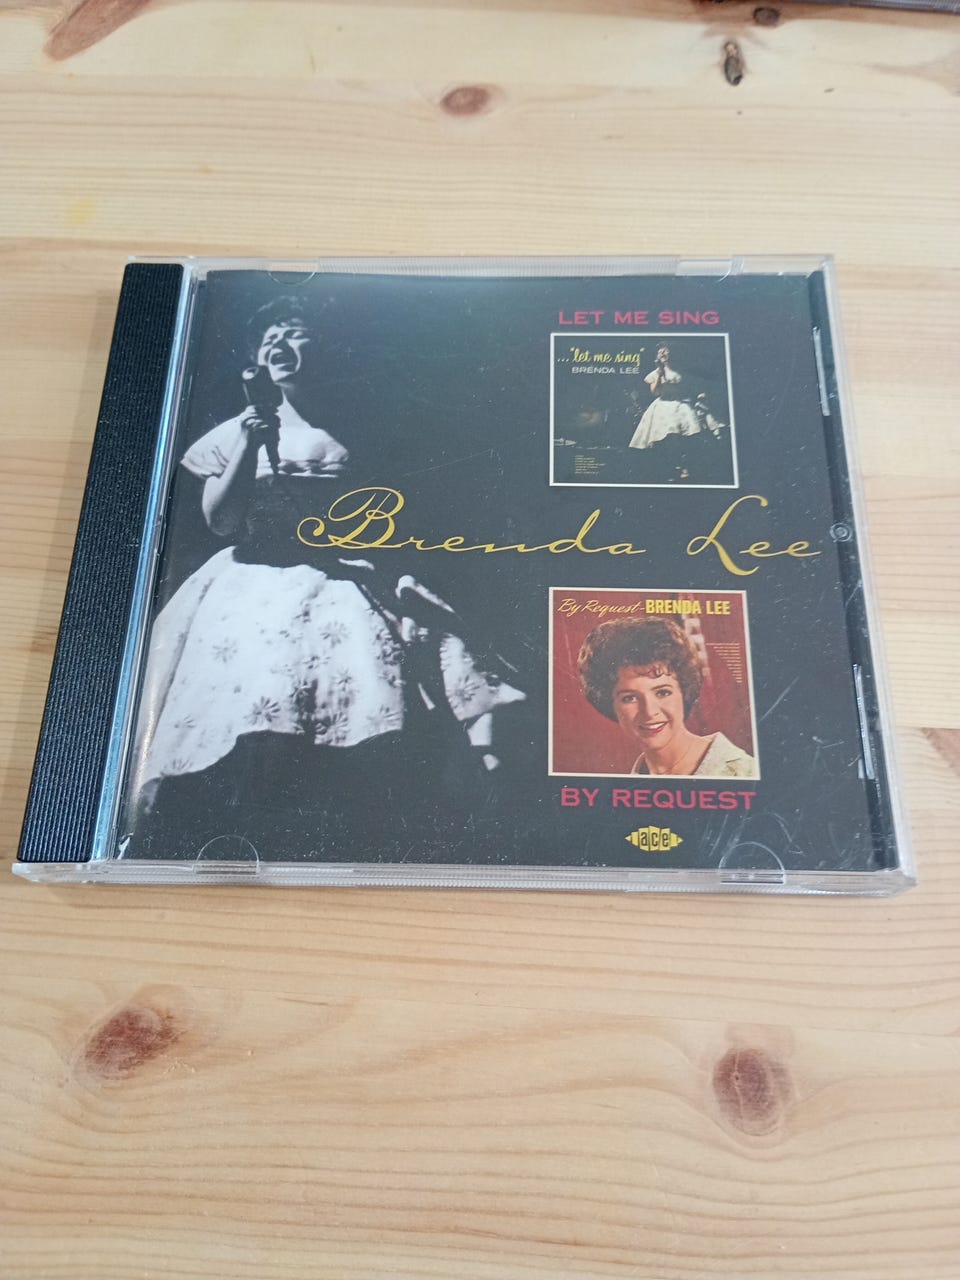 LET ME SING
..."let me sing"
BRENDA LEE
Brenda Lee
By Request-BRENDA LEE
BY REQUEST
ace